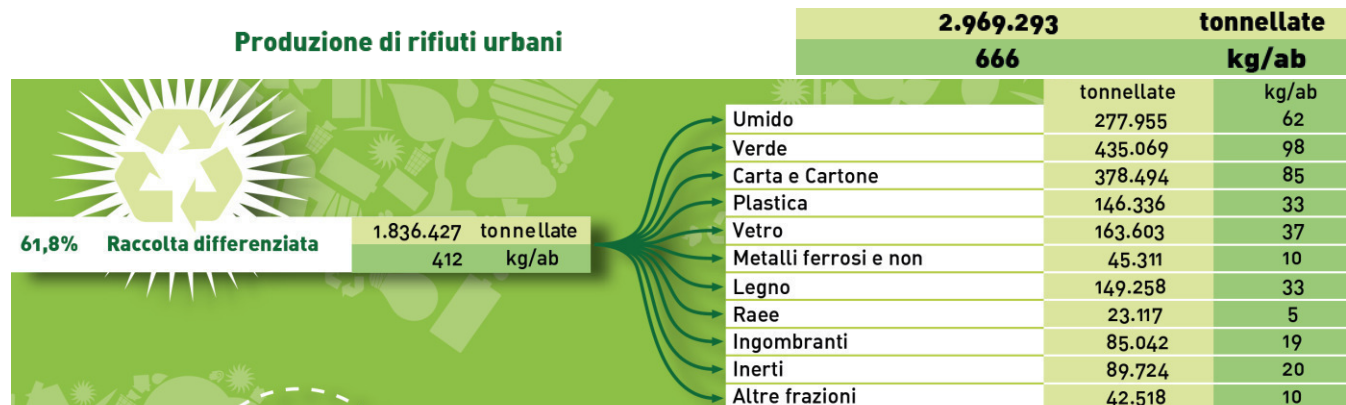 Produzione di rifiuti urbani
2.969.293 tonnellate
666 kg/ab
61,8% Raccolta differenziata
1.836.427 tonnellate
412 kg/ab
tonnellate kg/ab
Umido 277.955 62
Verde 435.069 98
Carta e Cartone 378.494 85
Plastica 146.336 33
Vetro 163.603 37
Metalli ferrosi e non 45.311 10
Legno 149.258 33
Raee 23.117 5
Ingombranti 85.042 19
Inerti 89.724 20
Altre frazioni 42.518 10